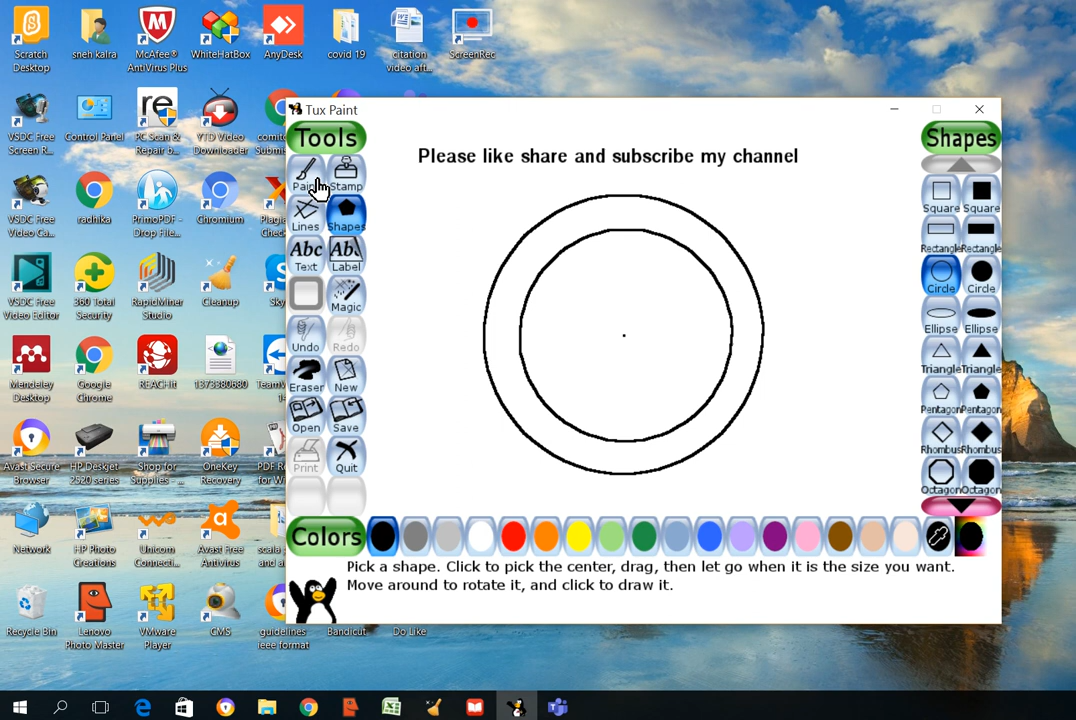 Scratch Desktop
sneh kalra
McAfee® AntiVirus Plus
WhiteHatBox
AnyDesk
covid 19
citation video aft...
ScreenRec
VSDC Free Screen R...
Control Panel
re
PC Scan & Repair b...
YTD Video Downloader
VSDC Free Video Ca...
radhika
PrimoPDF - Drop File...
Chromium
VSDC Free Video Editor
360 Total Security
RapidMiner Studio
Cleanup
Mendeley Desktop
Google Chrome
REACHit
1373380680
Avast Secure Browser
HP Deskjet 2520 series
Shop for Supplies - ...
OneKey Recovery
Network
HP Photo Creations
Unicom Connecti...
Avast Free Antivirus
Recycle Bin
Lenovo Photo Master
VMware Player
CMS
guidelines ieee format
Bandicut
Do Like
Tux Paint
Tools
Shapes
Please like share and subscribe my channel
Stamp
Lines
Shapes
Abc
Text
Label
Magic
Undo
Redo
Eraser
New
Open
Save
Print
Quit
Square
Square
Rectangle
Rectangle
Circle
Circle
Ellipse
Ellipse
Triangle
Triangle
Pentagon
Pentagon
Rhombus
Rhombus
Octagon
Octagon
Colors
Pick a shape. Click to pick the center, drag, then let go when it is the size you want.
Move around to rotate it, and click to draw it.